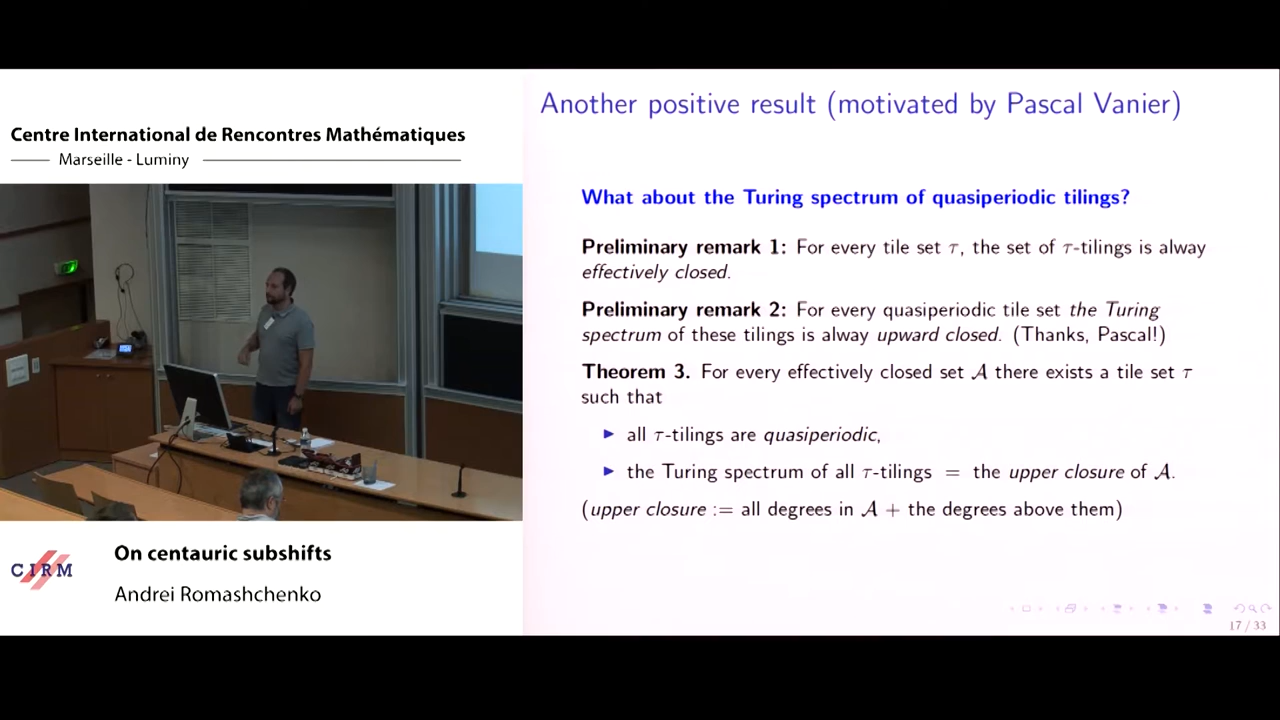 Another positive result (motivated by Pascal Vanier)
Centre International de Rencontres Mathématiques
Marseille - Luminy
What about the Turing spectrum of quasiperiodic tilings?
Preliminary remark 1: For every tile set τ, the set of τ-tilings is alway
effectively closed.
Preliminary remark 2: For every quasiperiodic tile set the Turing
spectrum of these tilings is alway upward closed. (Thanks, Pascal!)
Theorem 3. For every effectively closed set 𝒜 there exists a tile set τ
such that
▶ all τ-tilings are quasiperiodic,
▶ the Turing spectrum of all τ-tilings = the upper closure of 𝒜.
(upper closure := all degrees in 𝒜 + the degrees above them)
On centauric subshifts
CIRM
Andrei Romashchenko
17 / 33